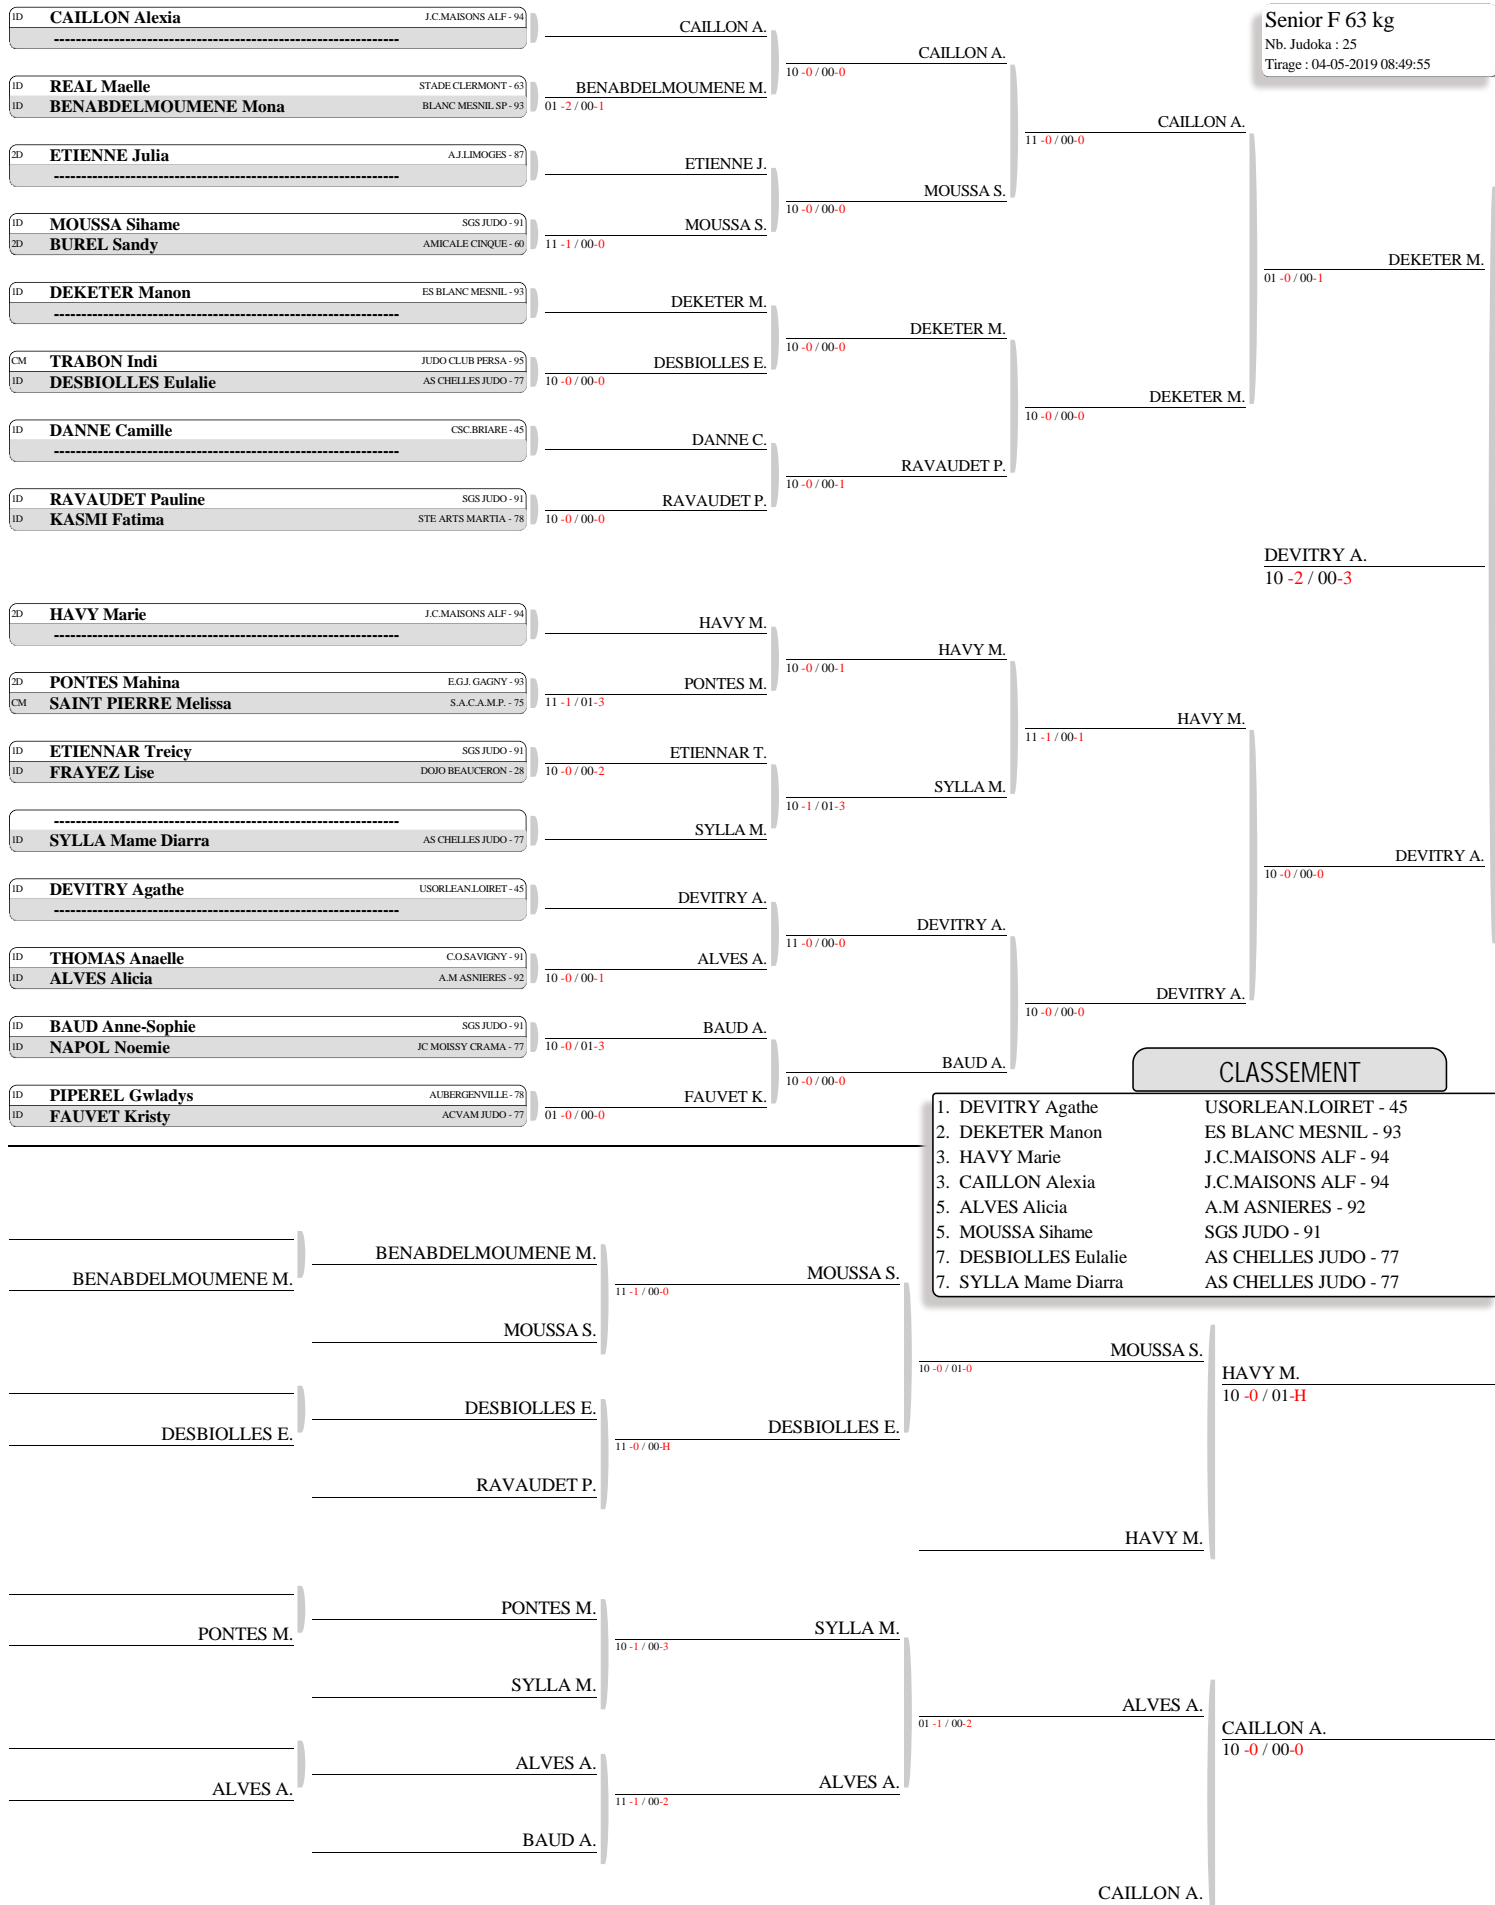 Senior F 63 kg
Nb. Judoka : 25
Tirage : 04-05-2019 08:49:55
1D CAILLON Alexia J.C.MAISONS ALF - 94
------------------------------------------------------------------
1D REAL Maelle STADE CLERMONT - 63
1D BENABDELMOUMENE Mona BLANC MESNIL SP - 93
2D ETIENNE Julia A.J.LIMOGES - 87
------------------------------------------------------------------
1D MOUSSA Sihame SGS JUDO - 91
2D BUREL Sandy AMICALE CINQUE - 60
1D DEKETER Manon ES BLANC MESNIL - 93
------------------------------------------------------------------
CM TRABON Indi JUDO CLUB PERSA - 95
1D DESBIOLLES Eulalie AS CHELLES JUDO - 77
1D DANNE Camille CSC.BRIARE - 45
------------------------------------------------------------------
1D RAVAUDET Pauline SGS JUDO - 91
1D KASMI Fatima STE ARTS MARTIA - 78
2D HAVY Marie J.C.MAISONS ALF - 94
------------------------------------------------------------------
2D PONTES Mahina E.G.J. GAGNY - 93
CM SAINT PIERRE Melissa S.A.C.A.M.P. - 75
1D ETIENNAR Treicy SGS JUDO - 91
1D FRAYEZ Lise DOJO BEAUCERON - 28
------------------------------------------------------------------
1D SYLLA Mame Diarra AS CHELLES JUDO - 77
1D DEVITRY Agathe USORLEAN.LOIRET - 45
------------------------------------------------------------------
1D THOMAS Anaelle C.O.SAVIGNY - 91
1D ALVES Alicia A.M ASNIERES - 92
1D BAUD Anne-Sophie SGS JUDO - 91
1D NAPOL Noemie JC MOISSY CRAMA - 77
1D PIPEREL Gwladys AUBERGENVILLE - 78
1D FAUVET Kristy ACVAM JUDO - 77
CAILLON A.
BENABDELMOUMENE M.
01 -2 / 00-1
ETIENNE J.
MOUSSA S.
11 -1 / 00-0
DEKETER M.
DESBIOLLES E.
10 -0 / 00-0
DANNE C.
RAVAUDET P.
10 -0 / 00-0
HAVY M.
PONTES M.
11 -1 / 01-3
ETIENNAR T.
10 -0 / 00-2
SYLLA M.
DEVITRY A.
ALVES A.
10 -0 / 00-1
BAUD A.
10 -0 / 01-3
FAUVET K.
01 -0 / 00-0
CAILLON A.
10 -0 / 00-0
MOUSSA S.
10 -0 / 00-0
DEKETER M.
10 -0 / 00-0
RAVAUDET P.
10 -0 / 00-1
HAVY M.
10 -0 / 00-1
SYLLA M.
10 -1 / 01-3
DEVITRY A.
11 -0 / 00-0
BAUD A.
10 -0 / 00-0
CAILLON A.
11 -0 / 00-0
DEKETER M.
10 -0 / 00-0
HAVY M.
11 -1 / 00-1
DEVITRY A.
10 -0 / 00-0
DEKETER M.
01 -0 / 00-1
DEVITRY A.
10 -0 / 00-0
DEVITRY A.
10 -2 / 00-3
CLASSEMENT
1. DEVITRY Agathe USORLEAN.LOIRET - 45
2. DEKETER Manon ES BLANC MESNIL - 93
3. HAVY Marie J.C.MAISONS ALF - 94
3. CAILLON Alexia J.C.MAISONS ALF - 94
5. ALVES Alicia A.M ASNIERES - 92
5. MOUSSA Sihame SGS JUDO - 91
7. DESBIOLLES Eulalie AS CHELLES JUDO - 77
7. SYLLA Mame Diarra AS CHELLES JUDO - 77
BENABDELMOUMENE M.
DESBIOLLES E.
PONTES M.
ALVES A.
BENABDELMOUMENE M.
MOUSSA S.
DESBIOLLES E.
RAVAUDET P.
PONTES M.
SYLLA M.
ALVES A.
BAUD A.
MOUSSA S.
11 -1 / 00-0
DESBIOLLES E.
11 -0 / 00-H
SYLLA M.
10 -1 / 00-3
ALVES A.
11 -1 / 00-2
MOUSSA S.
10 -0 / 01-0
HAVY M.
ALVES A.
01 -1 / 00-2
CAILLON A.
HAVY M.
10 -0 / 01-H
CAILLON A.
10 -0 / 00-0